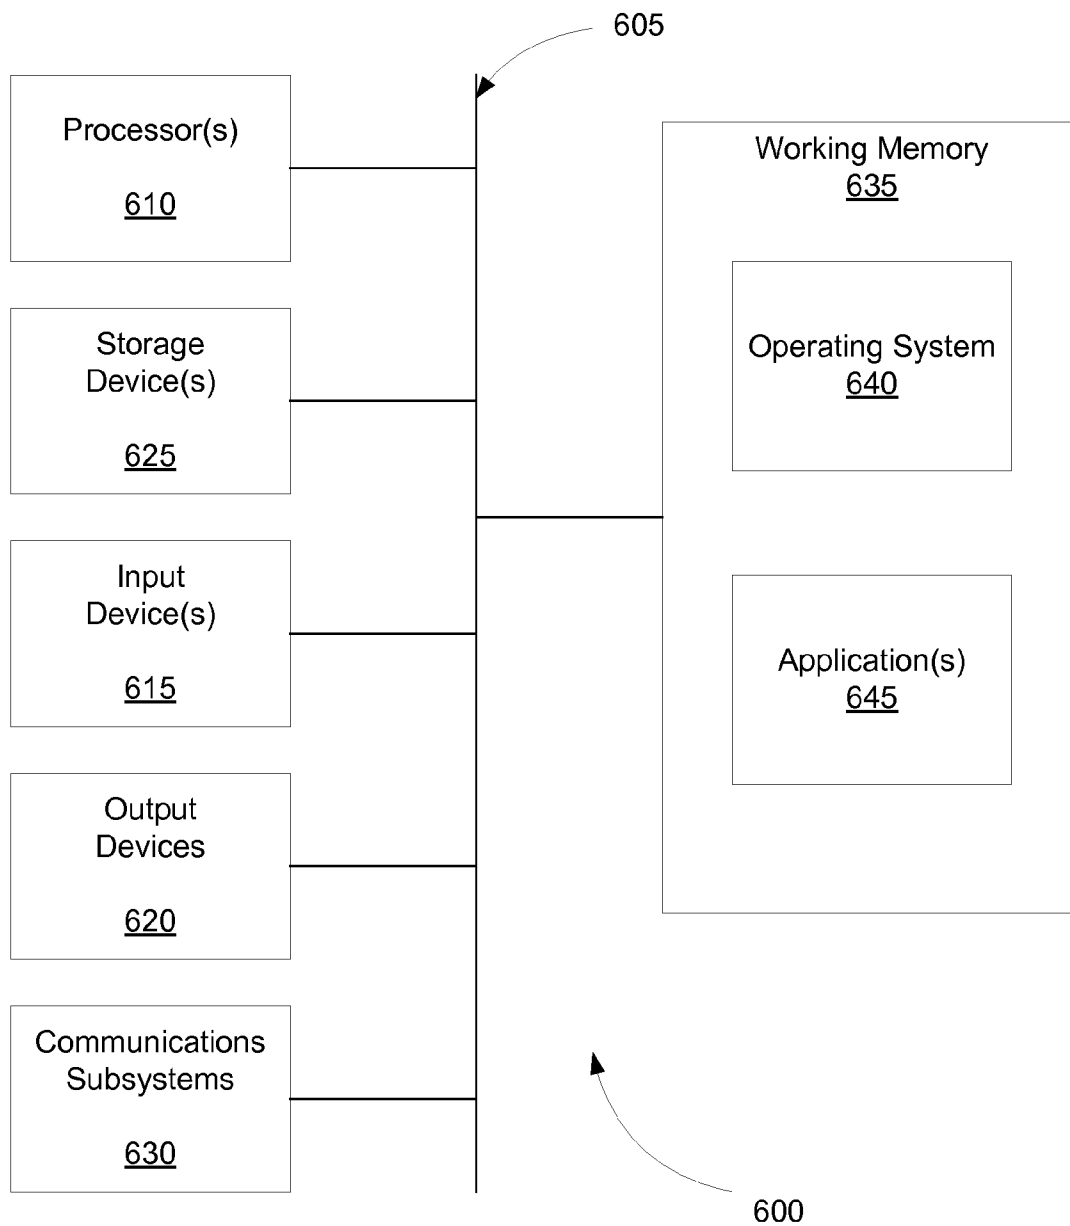 605
Processor(s)
610
Storage
Device(s)
625
Input
Device(s)
615
Output
Devices
620
Communications
Subsystems
630
Working Memory
635
Operating System
640
Application(s)
645
600